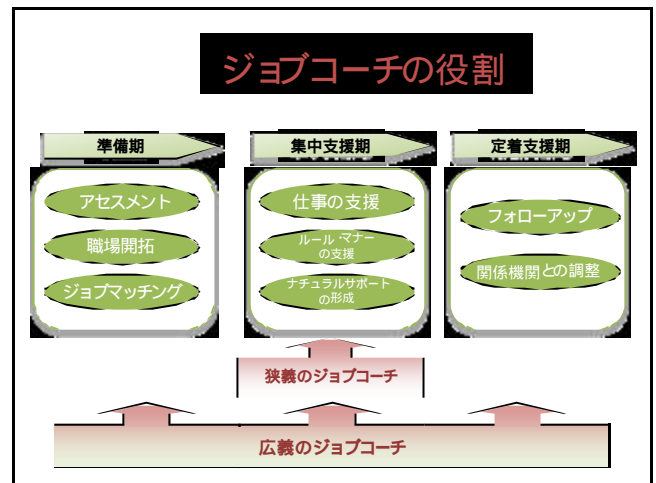 ジョブコーチの役割
準備期
集中支援期
定着支援期
アセスメント
職場開拓
ジョブマッチング
仕事の支援
ルール・マナー
の支援
ナチュラルサポート
の形成
フォローアップ
関係機関との調整
狭義のジョブコーチ
広義のジョブコーチ